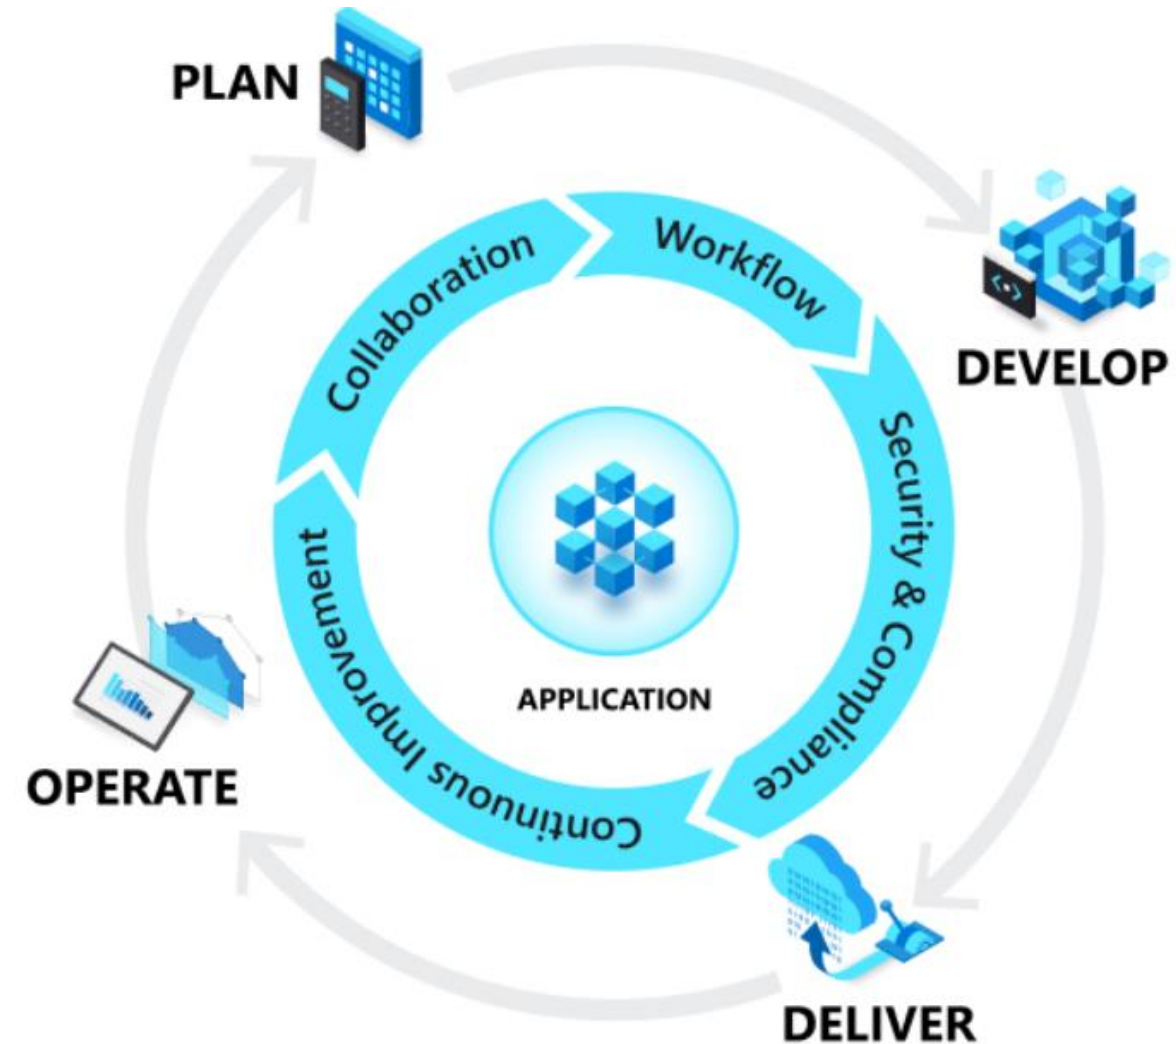 PLAN
Workflow
Collaboration
DEVELOP
Security & Compliance
Continuous Improvement
APPLICATION
OPERATE
DELIVER